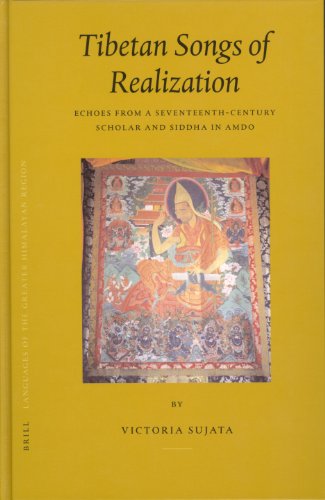 Tibetan Songs of
Realization
ECHOES FROM A SEVENTEENTH-CENTURY
SCHOLAR AND SIDDHA IN AMDO
BY
VICTORIA SUJATA
BRILL LANGUAGES OF THE GREATER HIMALAYAN REGION